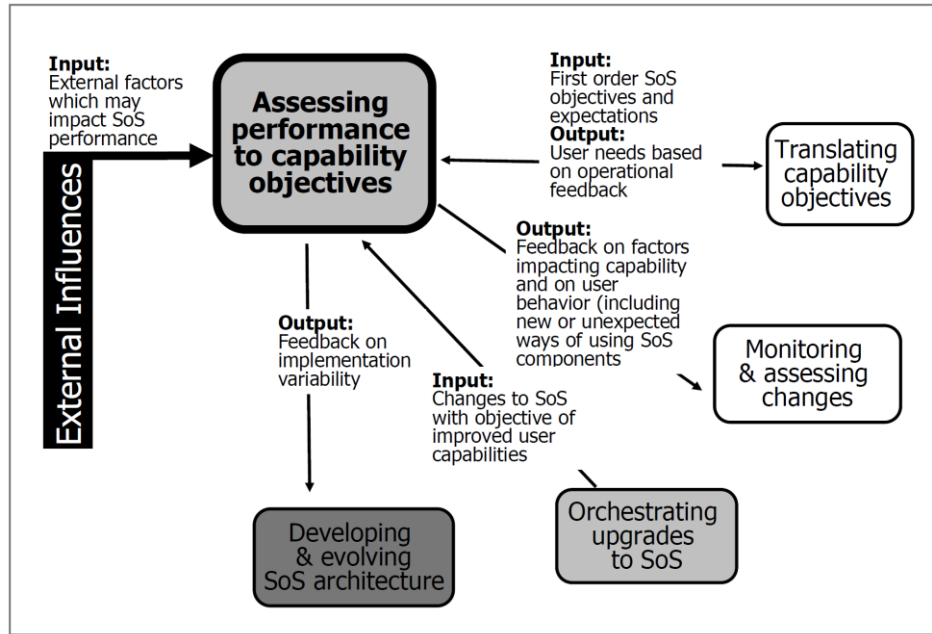 Input:
External factors
which may
impact SoS
performance
External Influences
Assessing
performance
to capability
objectives
Input:
First order SoS
objectives and
expectations
Output:
User needs based
on operational
feedback
Translating
capability
objectives
Output:
Feedback on factors
impacting capability
and on user
behavior (including
new or unexpected
ways of using SoS
components
Monitoring
& assessing
changes
Output:
Feedback on
implementation
variability
Input:
Changes to SoS
with objective of
improved user
capabilities
Developing
& evolving
SoS architecture
Orchestrating
upgrades
to SoS